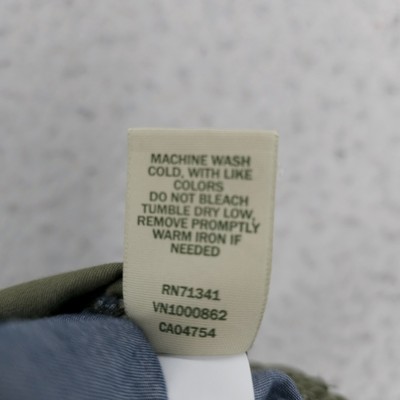 MACHINE WASH
COLD, WITH LIKE
COLORS
DO NOT BLEACH
TUMBLE DRY LOW,
REMOVE PROMPTLY
WARM IRON IF
NEEDED
RN71341
VN1000862
CA04754